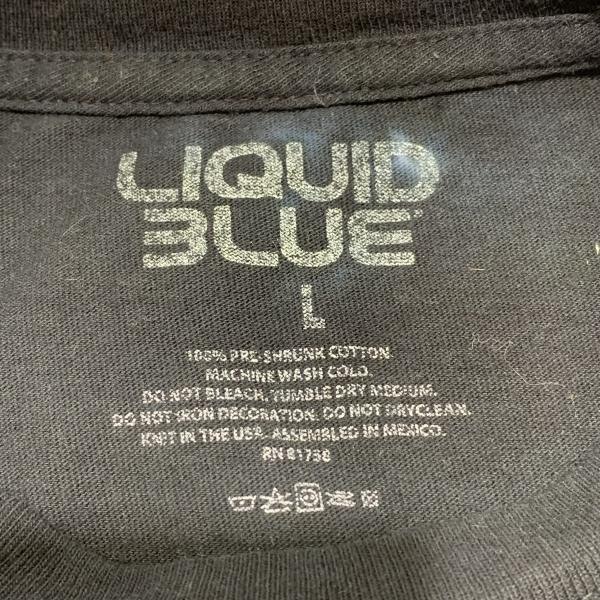 LIQUID
BLUE
L
100% PRE-SHRUNK COTTON.
MACHINE WASH COLD.
DO NOT BLEACH. TUMBLE DRY MEDIUM.
DO NOT IRON DECORATION. DO NOT DRYCLEAN.
KNIT IN THE USA. ASSEMBLED IN MEXICO.
RN 81738